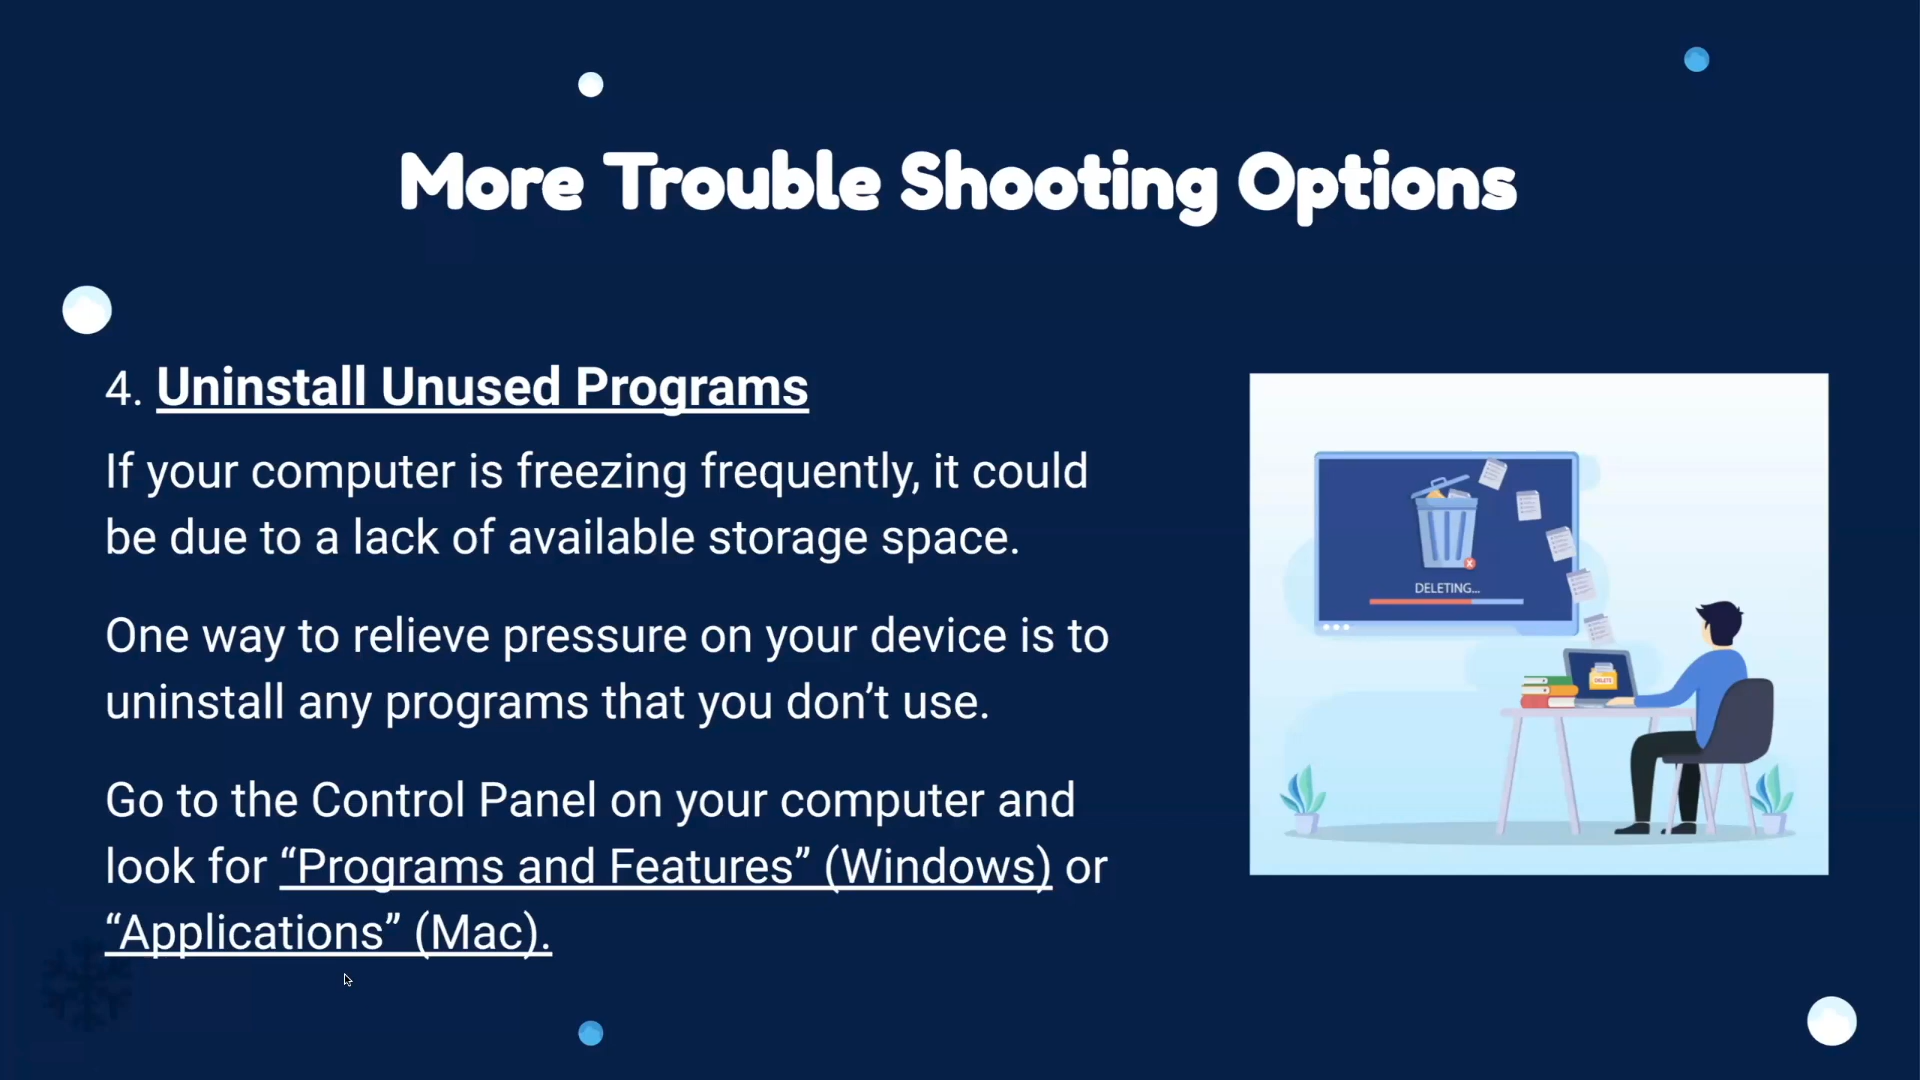 More Trouble Shooting Options
4. Uninstall Unused Programs
If your computer is freezing frequently, it could
be due to a lack of available storage space.
One way to relieve pressure on your device is to
uninstall any programs that you don’t use.
Go to the Control Panel on your computer and
look for “Programs and Features” (Windows) or
“Applications” (Mac).
DELETING...
DELETE